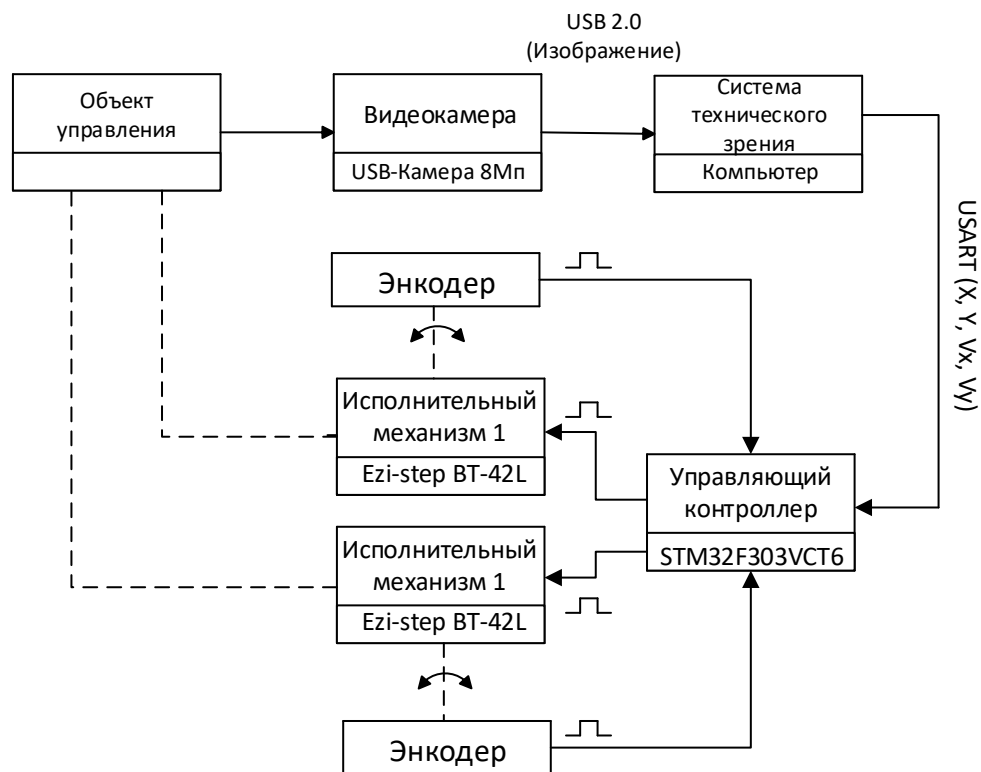 USB 2.0
(Изображение)
Объект
управления
Видеокамера
USB-Камера 8Мп
Система
технического
зрения
Компьютер
USART (X, Y, Vx, Vy)
Энкодер
Исполнительный
механизм 1
Ezi-step BT-42L
Управляющий
контроллер
STM32F303VCT6
Исполнительный
механизм 1
Ezi-step BT-42L
Энкодер